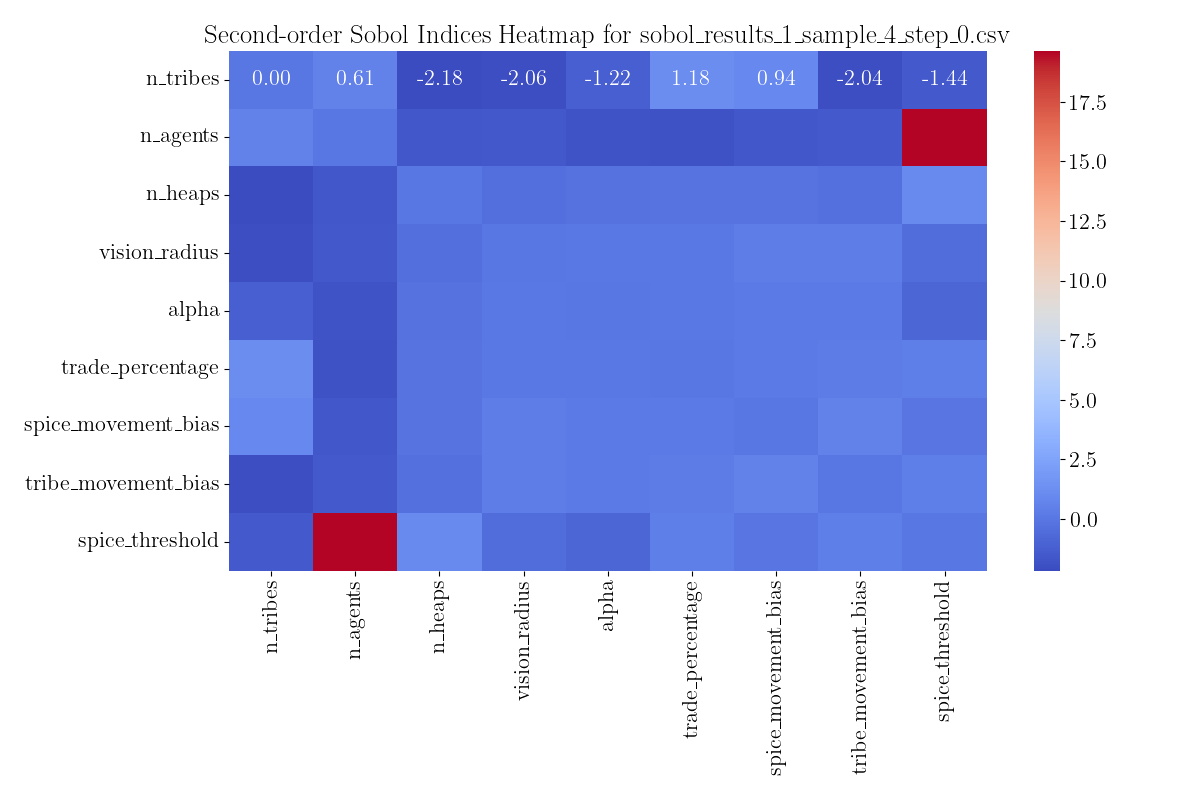 Second-order Sobol Indices Heatmap for sobol_results_1_sample_4_step_0.csv
n_tribes 0.00 0.61 -2.18 -2.06 -1.22 1.18 0.94 -2.04 -1.44
n_agents
n_heaps
vision_radius
alpha
trade_percentage
spice_movement_bias
tribe_movement_bias
spice_threshold
n_tribes
n_agents
n_heaps
vision_radius
alpha
trade_percentage
spice_movement_bias
tribe_movement_bias
spice_threshold
17.5
15.0
12.5
10.0
7.5
5.0
2.5
0.0